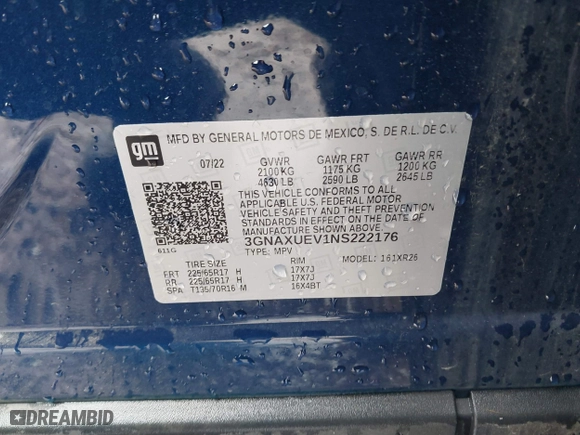 gm
MFD BY GENERAL MOTORS DE MEXICO, S. DE R.L. DE C.V.
07/22 GVWR GAWR FRT GAWR RR
2100 KG 1175 KG 1200 KG
4630 LB 2590 LB 2645 LB
THIS VEHICLE CONFORMS TO ALL
APPLICABLE U.S. FEDERAL MOTOR
VEHICLE SAFETY AND THEFT PREVENTION
STANDARDS IN EFFECT ON THE DATE OF
MANUFACTURE SHOWN ABOVE.
611G 3GNAXUEV1NS222176
TYPE: MPV MODEL: 161XR26
TIRE SIZE RIM
FRT 225/65R17 H 17X7J
RR 225/65R17 H 17X7J
SPA T135/70R16 M 16X4BT
DREAMBID